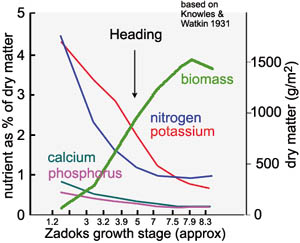 based on
Knowles &
Watkin 1931
Heading
biomass
nitrogen
potassium
calcium
phosphorus
nutrient as % of dry matter
5
4
3
2
1
0
dry matter (g/m²)
1500
1000
500
0
1.2 3 3.2 3.9 5 7 7.5 7.9 8.3
Zadoks growth stage (approx)